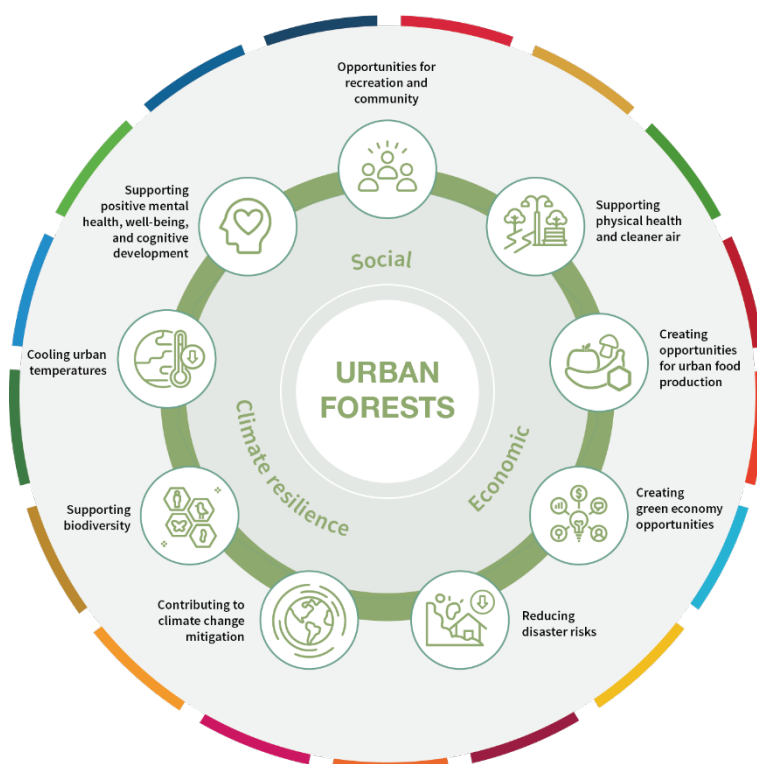 Opportunities for
recreation and
community
Supporting
physical health
and cleaner air
Creating
opportunities
for urban food
production
Creating
green economy
opportunities
Reducing
disaster risks
Contributing to
climate change
mitigation
Supporting
biodiversity
Cooling urban
temperatures
Supporting
positive mental
health, well-being,
and cognitive
development
Social
Economic
Climate resilience
URBAN
FORESTS
$